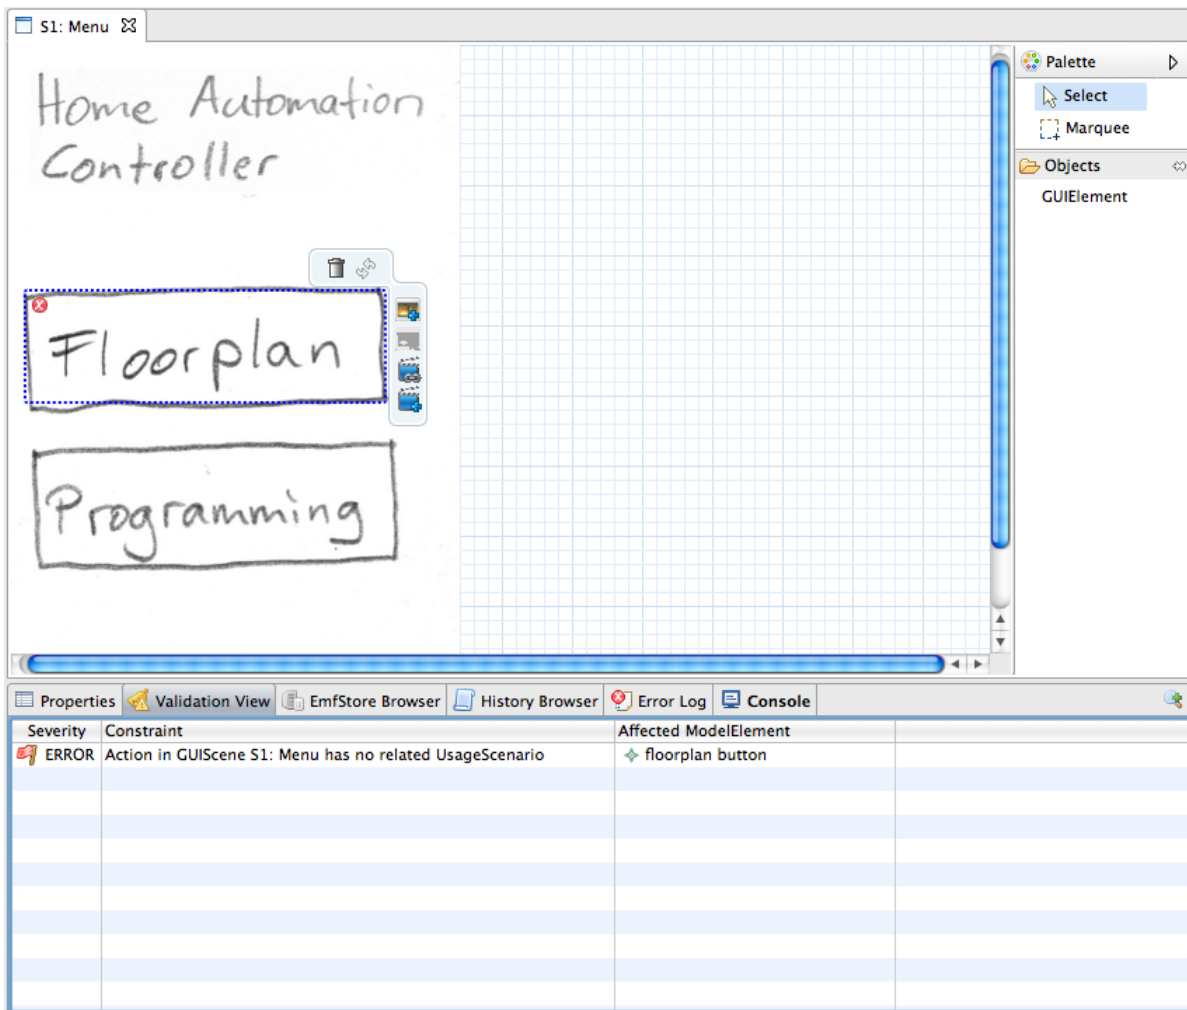 S1: Menu
Home Automation
Controller
Floorplan
Programming
Palette
Select
Marquee
Objects
GUIElement
Properties Validation View EmfStore Browser History Browser Error Log Console
Severity Constraint Affected ModelElement
ERROR Action in GUIScene S1: Menu has no related UsageScenario floorplan button